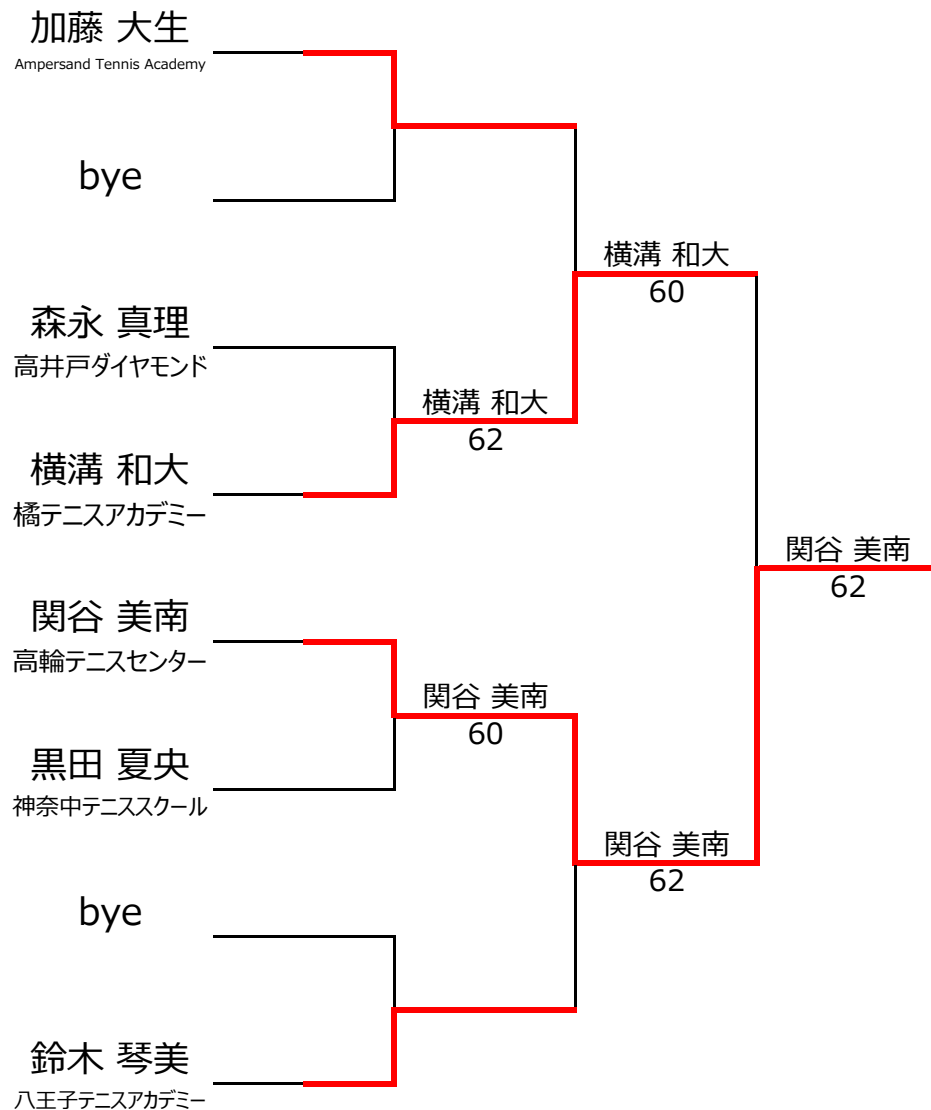 加藤 大生
Ampersand Tennis Academy
bye
横溝 和大
60
森永 真理
高井戸ダイヤモンド
横溝 和大
62
横溝 和大
橘テニスアカデミー
関谷 美南
62
関谷 美南
高輪テニスセンター
関谷 美南
60
黒田 夏央
神奈中テニススクール
関谷 美南
62
bye
鈴木 琴美
八王子テニスアカデミー